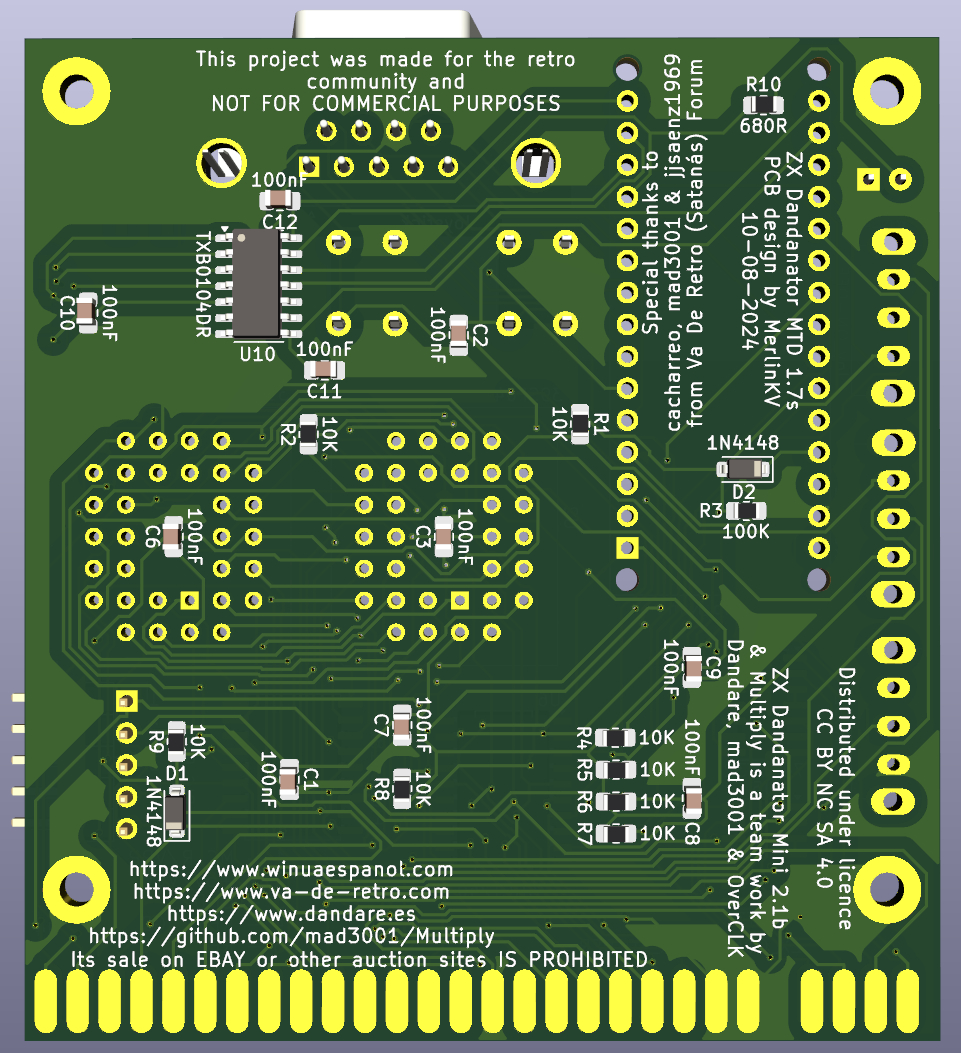 This project was made for the retro
community and
NOT FOR COMMERCIAL PURPOSES
R10
680R
Special thanks to
cacharreo, mad3001 & jjsaenz1969
from Va De Retro (Satanás) Forum
ZX Dandanator MTD 1.7s
PCB design by MerlinKV
10-08-2024
100nF
C12
TXB0104DR
U10
C10
100nF
100nF
C11
100nF
C2
R2
10K
10K
R1
1N4148
D2
R3
100K
C6
100nF
C3
100nF
100nF
C9
R9
10K
D1
1N4148
100nF
C1
C7
100nF
R8
10K
R4
10K
R5
10K
R6
10K
R7
10K
100nF
C8
ZX Dandanator Mini 2.1b
& Multiply is a team work by
Dandare, mad3001 & OverCLK
Distributed under licence
CC BY NC SA 4.0
https://www.winuaespanol.com
https://www.va-de-retro.com
https://www.dandare.es
https://github.com/mad3001/Multiply
Its sale on EBAY or other auction sites IS PROHIBITED